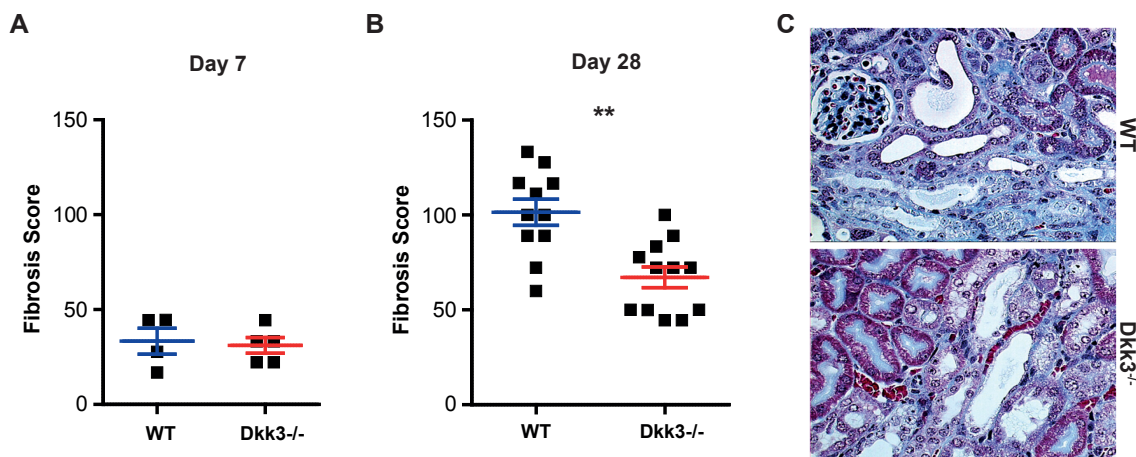 A
Day 7
Fibrosis Score
150
100
50
0
WT
Dkk3-/-
B
Day 28
**
Fibrosis Score
150
100
50
0
WT
Dkk3-/-
C
WT
Dkk3-/-